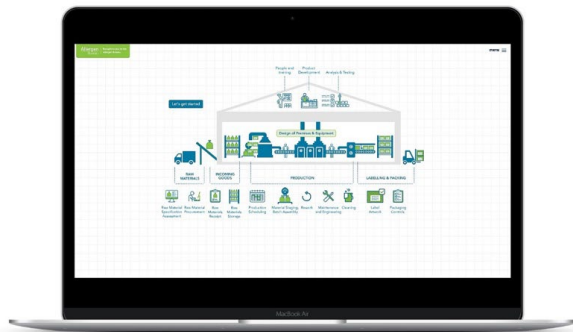 menu
People and
training
Product
Development
Analysis & Testing
Let's get started
Design of Premises & Equipment
RAW
MATERIALS
INCOMING
GOODS
PRODUCTION
LABELLING & PACKING
Raw Material
Specification
Assessment
Raw Material
Procurement
Raw
Materials
Receipt
Raw
Materials
Storage
Production
Scheduling
Material Staging
Batch Assembly
Rework
Maintenance
and Engineering
Cleaning
Label
Artwork
Packaging
MacBook Air